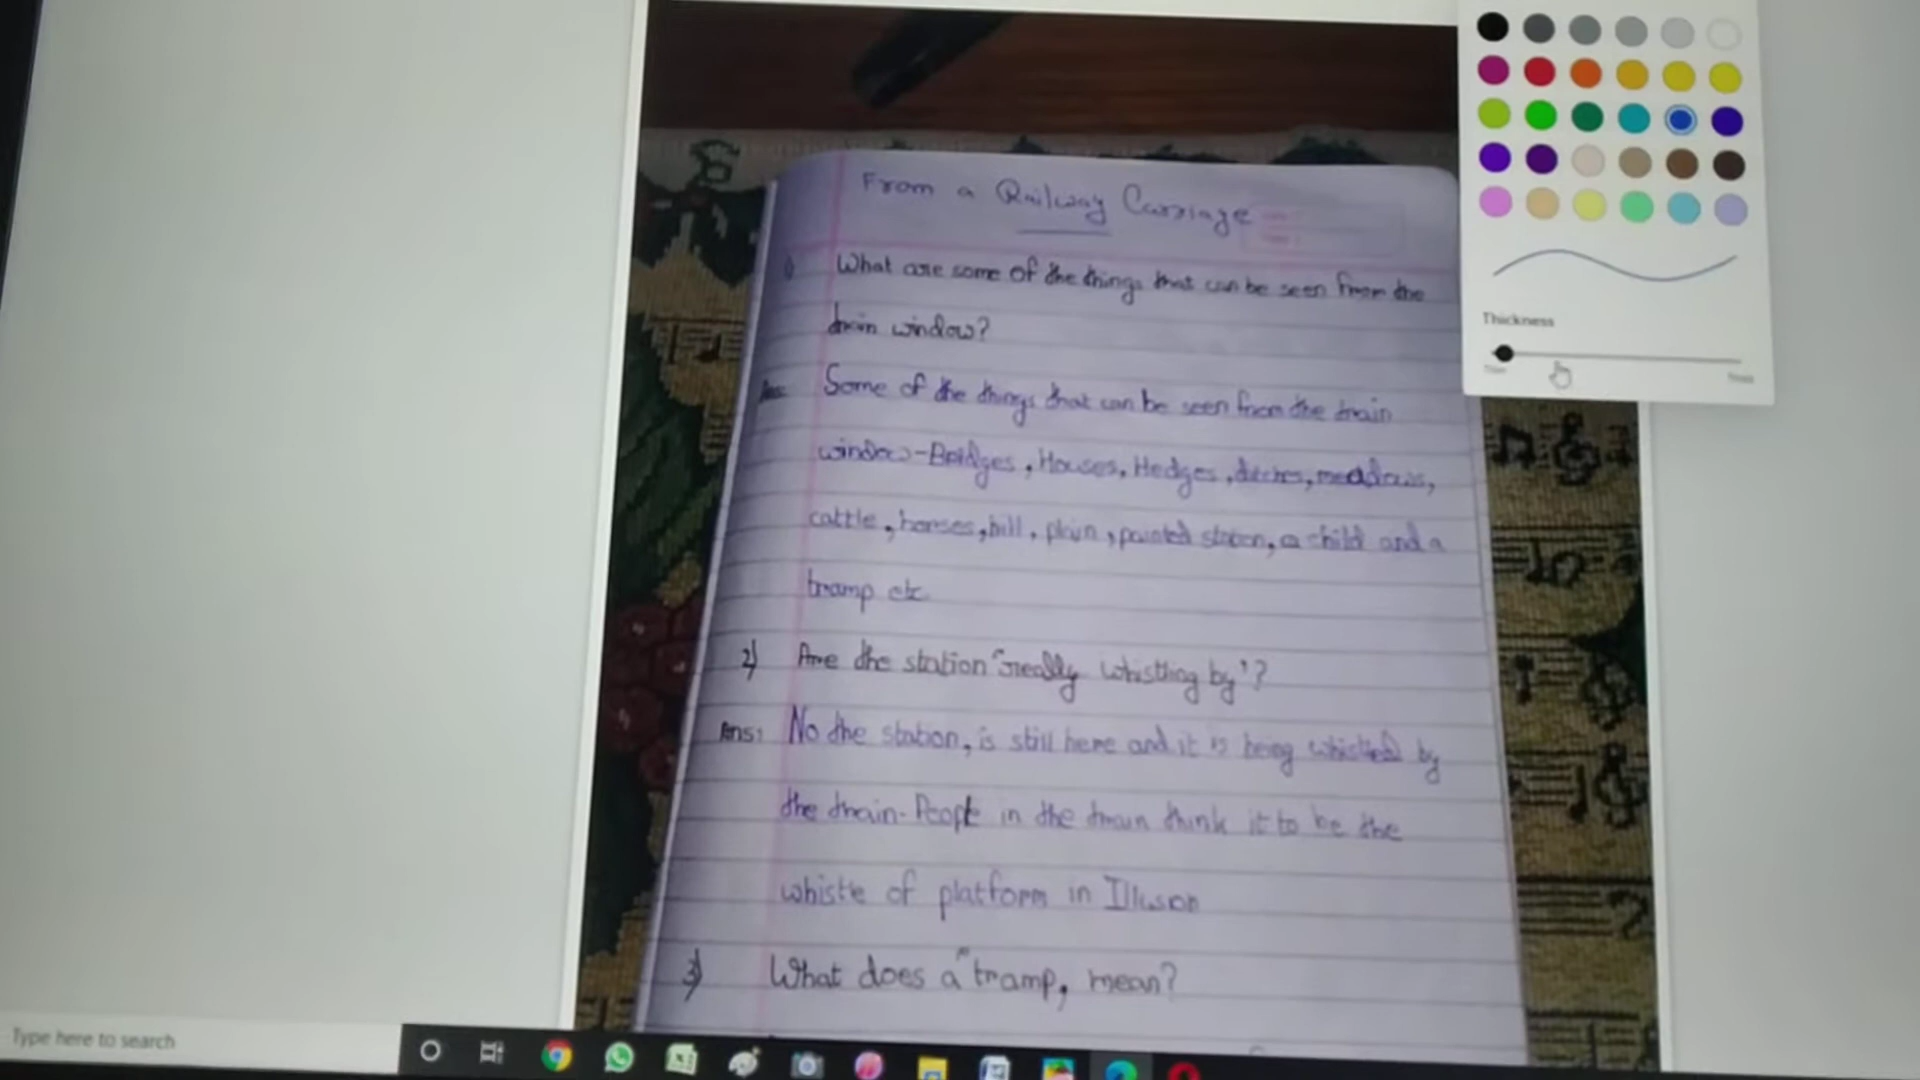 From a Railway Carriage
1) What are some of the things that can be seen from the
train window?
Ans: Some of the things that can be seen from the train
window-Bridges, Houses, Hedges, ditches, meadows,
cattle, horses, hill, plain, painted station, a child and a
tramp etc.
2) Are the station "really whistling by"?
Ans: No the station, is still here and it is being whistled by
the train-People in the train think it to be the
whistle of platform in Illusion
3) What does a "tramp, mean?
Thickness
Thin
Thick
Type here to search